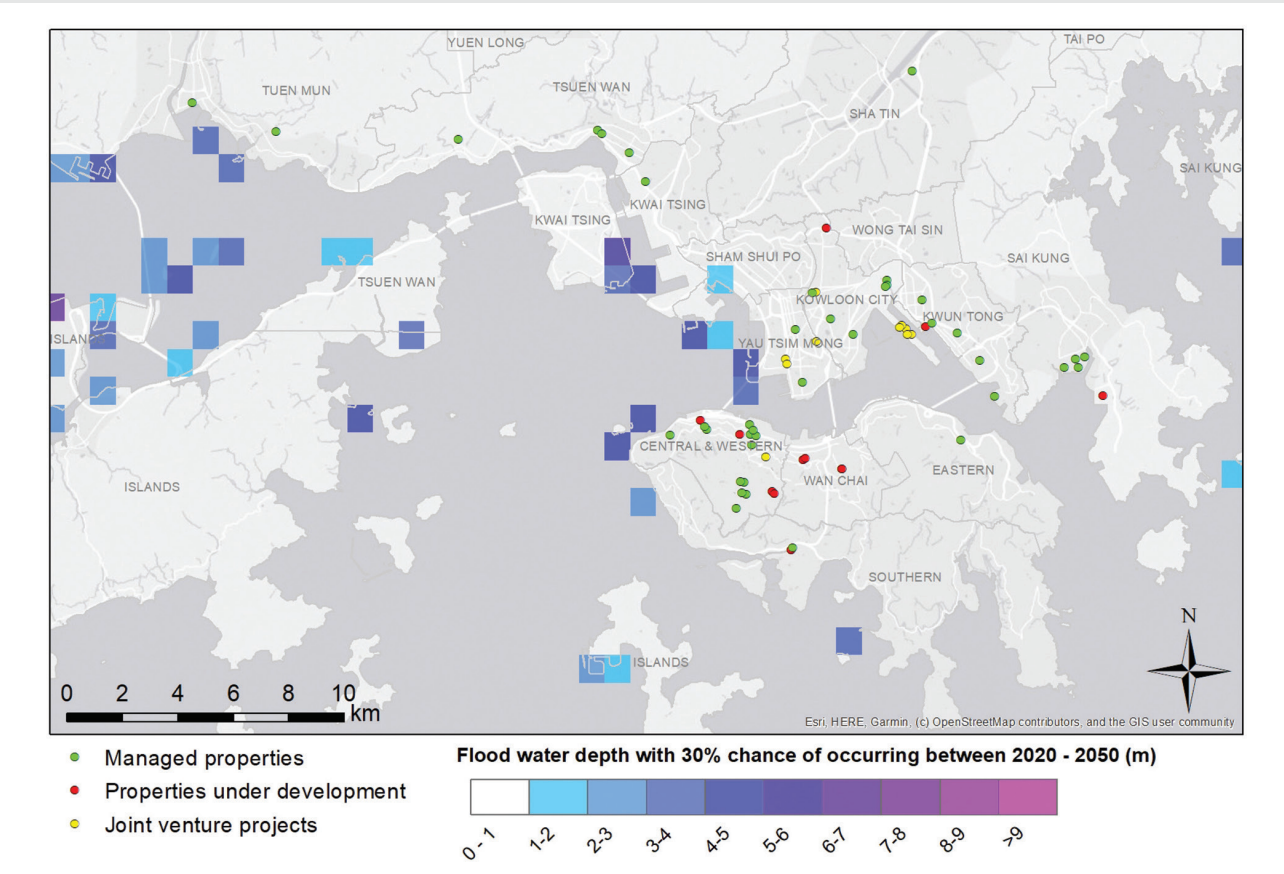 YUEN LONG
TAI PO
TUEN MUN
TSUEN WAN
SHA TIN
SAI KUNG
KWAI TSING
KWAI TSING
WONG TAI SIN
SHAM SHUI PO
SAI KUNG
TSUEN WAN
KOWLOON CITY
KWUN TONG
ISLANDS
YAU TSIM MONG
CENTRAL & WESTERN
EASTERN
WAN CHAI
ISLANDS
SOUTHERN
N
ISLANDS
0 2 4 6 8 10
km
Esri, HERE, Garmin, (c) OpenStreetMap contributors, and the GIS user community
Managed properties
Properties under development
Joint venture projects
Flood water depth with 30% chance of occurring between 2020 - 2050 (m)
0 - 1 1-2 2-3 3-4 4-5 5-6 6-7 7-8 8-9 >9